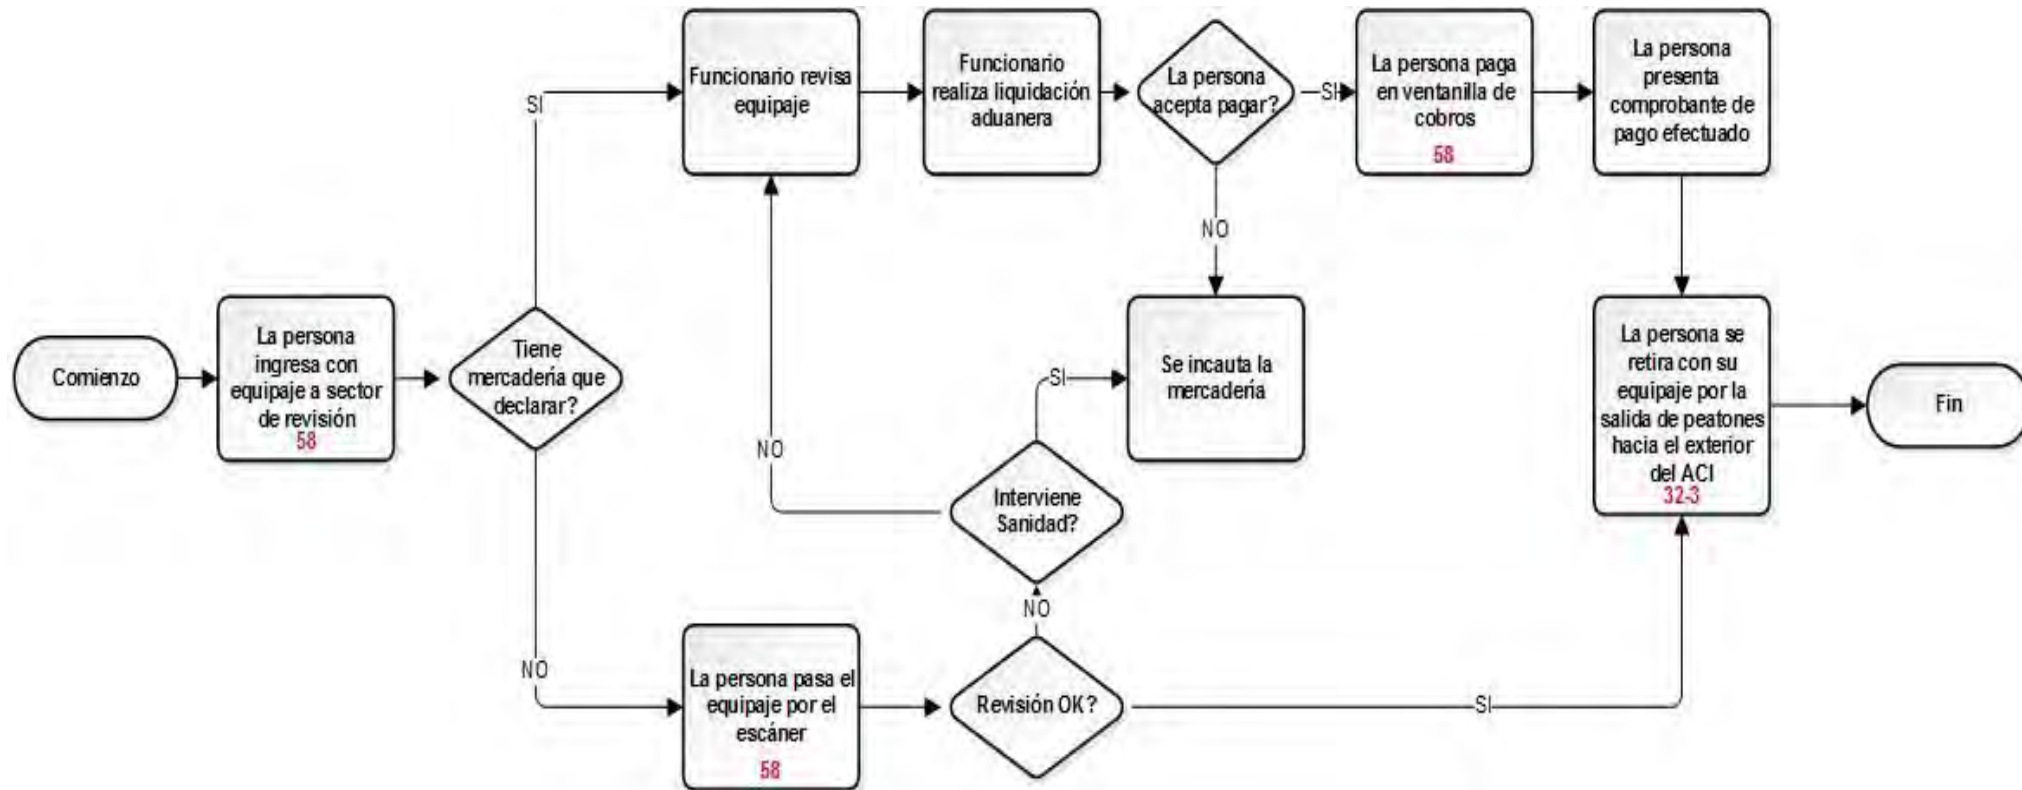 Comienzo
La persona
ingresa con
equipaje a sector
de revisión
58
Tiene
mercadería que
declarar?
SI
Funcionario revisa
equipaje
Funcionario
realiza liquidación
aduanera
La persona
acepta pagar?
SI
La persona paga
en ventanilla de
cobros
58
La persona
presenta
comprobante de
pago efectuado
NO
Se incauta la
mercadería
La persona se
retira con su
equipaje por la
salida de peatones
hacia el exterior
del ACI
32-3
Fin
NO
La persona pasa el
equipaje por el
escáner
58
Revisión OK?
SI
NO
Interviene
Sanidad?
SI
NO